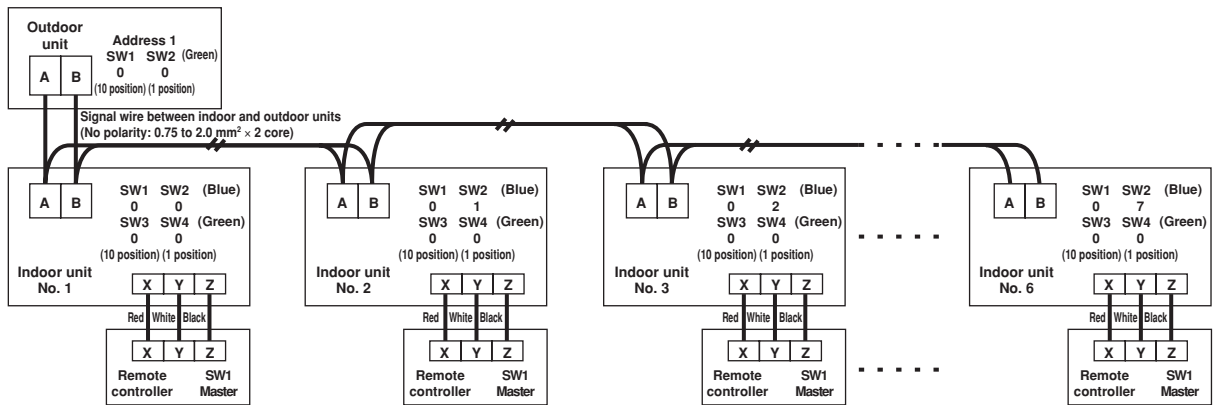 Outdoor
unit
Address 1
SW1 SW2 (Green)
0 0
(10 position) (1 position)
A B
Signal wire between indoor and outdoor units
(No polarity: 0.75 to 2.0 mm² × 2 core)
A B
SW1 SW2 (Blue)
0 0
SW3 SW4 (Green)
0 0
(10 position) (1 position)
Indoor unit
No. 1
X Y Z
Red White Black
X Y Z
Remote
controller
SW1
Master
A B
SW1 SW2 (Blue)
0 1
SW3 SW4 (Green)
0 0
(10 position) (1 position)
Indoor unit
No. 2
X Y Z
Red White Black
X Y Z
Remote
controller
SW1
Master
A B
SW1 SW2 (Blue)
0 2
SW3 SW4 (Green)
0 0
(10 position) (1 position)
Indoor unit
No. 3
X Y Z
Red White Black
X Y Z
Remote
controller
SW1
Master
A B
SW1 SW2 (Blue)
0 7
SW3 SW4 (Green)
0 0
(10 position) (1 position)
Indoor unit
No. 6
X Y Z
Red White Black
X Y Z
Remote
controller
SW1
Master